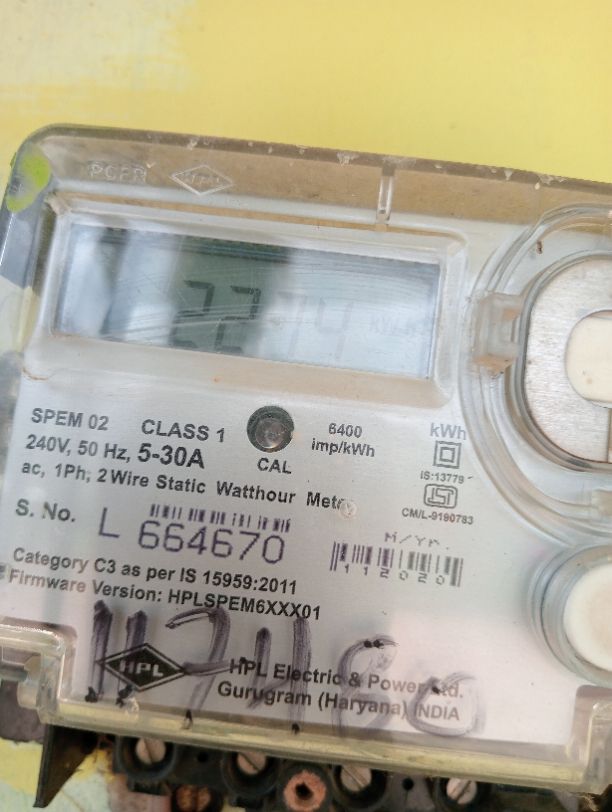 HPL
2274
SPEM 02 CLASS 1
240V, 50 Hz, 5-30A
CAL
6400
imp/kWh
kWh
ac, 1Ph, 2 Wire Static Watthour Meter
IS:13779
ISI
CM/L-9190783
S. No. L 664670
M/Yr.
112020
Category C3 as per IS 15959:2011
Firmware Version: HPLSPEM6XXX01
HPL
HPL Electric & Power Ltd.
Gurugram (Haryana) INDIA